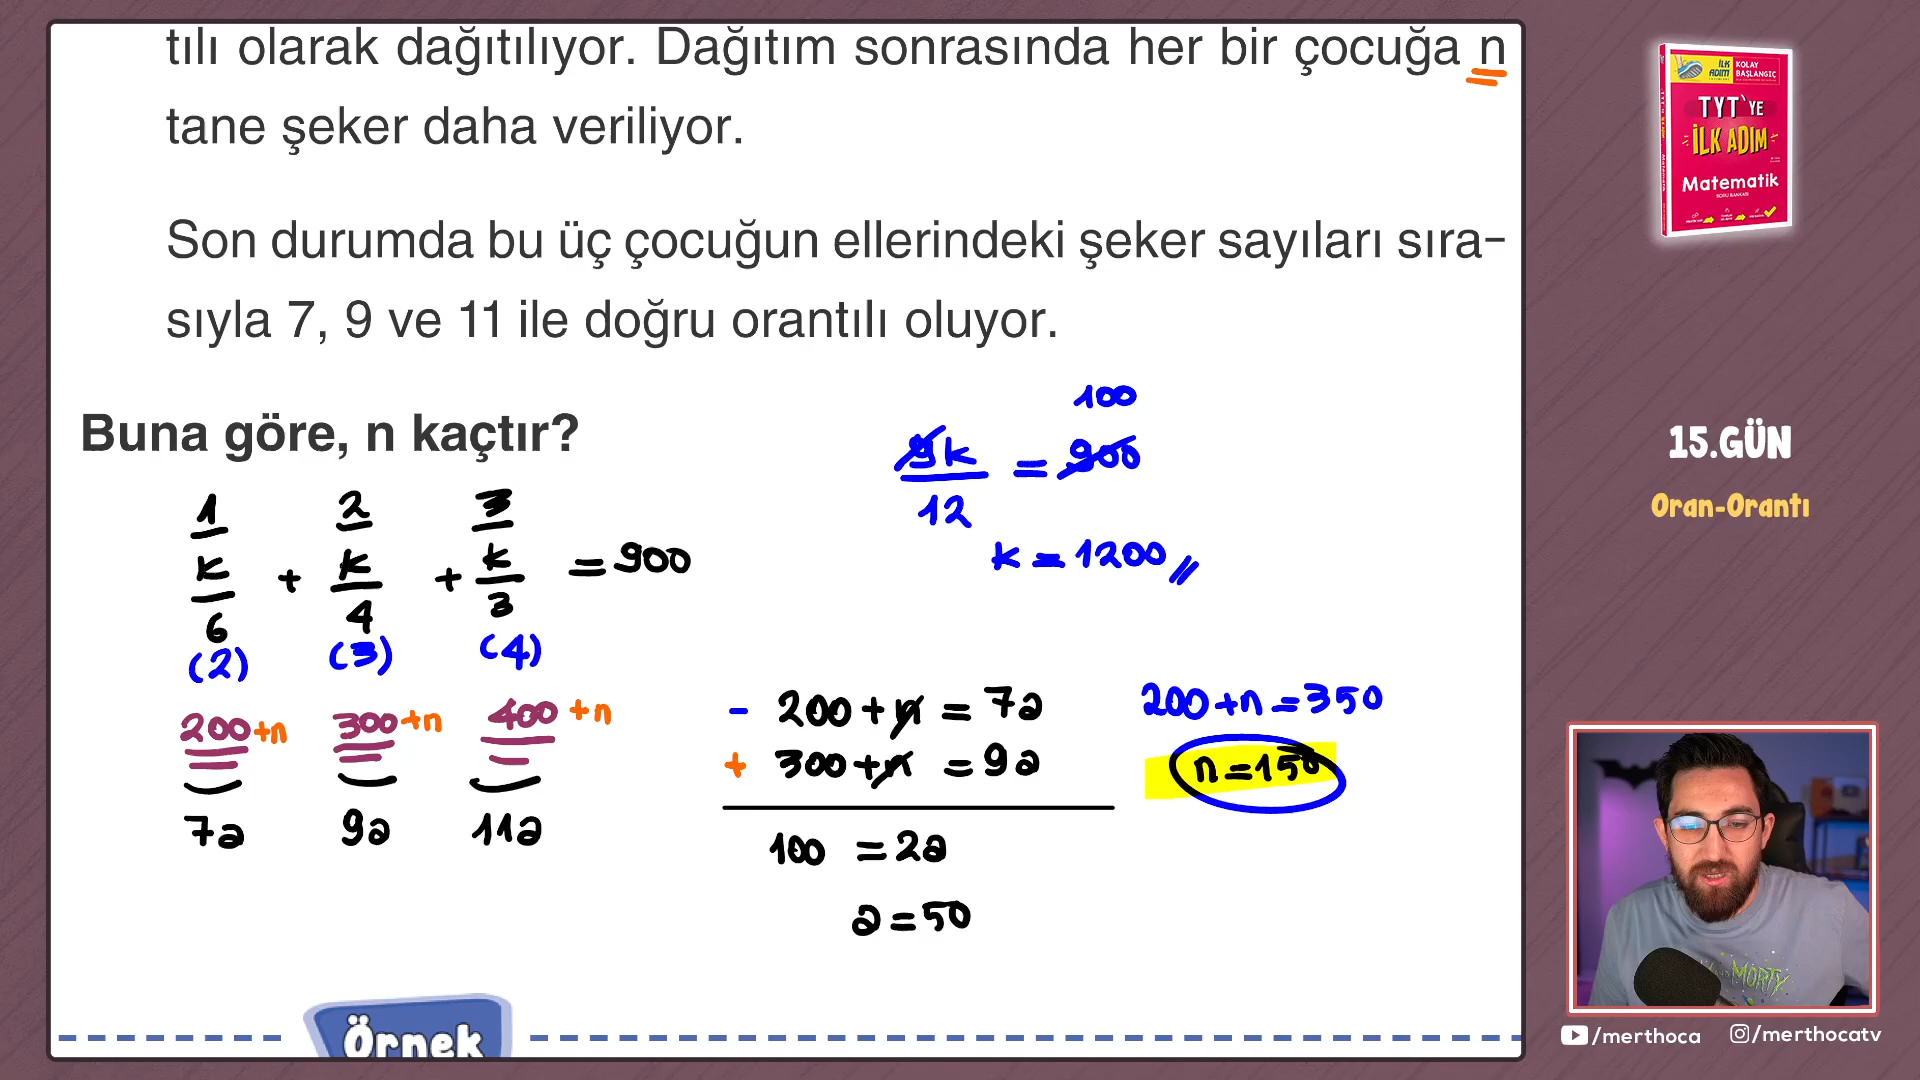 tılı olarak dağıtılıyor. Dağıtım sonrasında her bir çocuğa n
tane şeker daha veriliyor.
Son durumda bu üç çocuğun ellerindeki şeker sayıları sıra-
sıyla 7, 9 ve 11 ile doğru orantılı oluyor.
Buna göre, n kaçtır?
1/k/6 + 2/k/4 + 3/k/3 = 900
(2) (3) (4)
200+n 300+n 400+n
7a 9a 11a
100
9k/12 = 900
k = 1200
- 200+n = 7a
+ 300+n = 9a
100 = 2a
a = 50
200+n=350
n=150
Örnek
İLK ADIM
KOLAY BAŞLANGIÇ
TYT'YE
İLK ADIM
Matematik
SORU BANKASI
15.GÜN
Oran-Orantı
MORTY
/merthoca /merthocatv